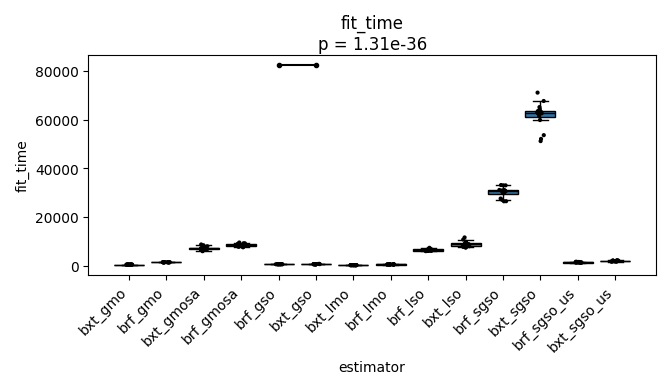 fit_time
p = 1.31e-36
80000
60000
40000
20000
0
fit_time
bxt_gmo
brf_gmo
bxt_gmosa
brf_gmosa
brf_gso
bxt_gso
bxt_lmo
brf_lmo
brf_lso
bxt_lso
brf_sgso
bxt_sgso
brf_sgso_us
bxt_sgso_us
estimator